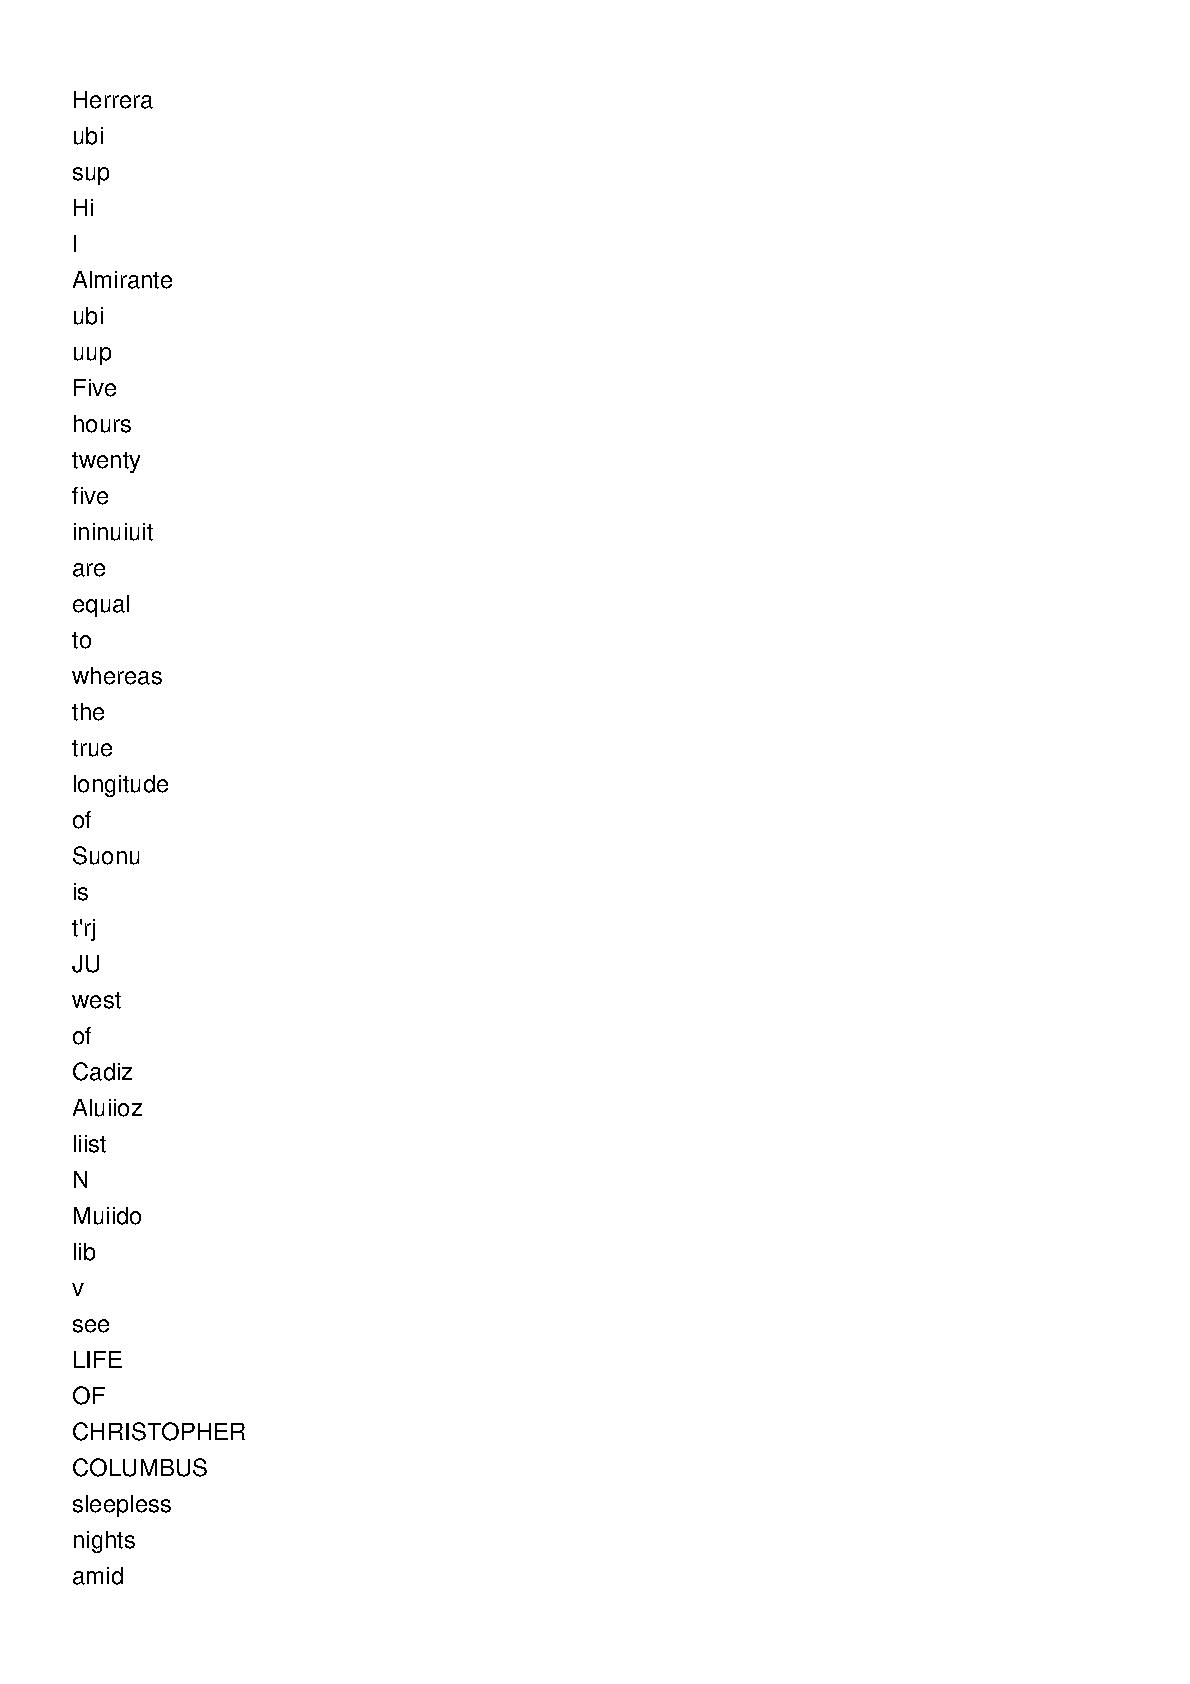 Herrera
ubi
sup
Hi
I
Almirante
ubi
uup
Five
hours
twenty
five
ininuiuit
are
equal
to
whereas
the
true
longitude
of
Suonu
is
t'rj
JU
west
of
Cadiz
Aluiioz
liist
N
Muiido
lib
v
see
LIFE
OF
CHRISTOPHER
COLUMBUS
sleepless
nights
amid